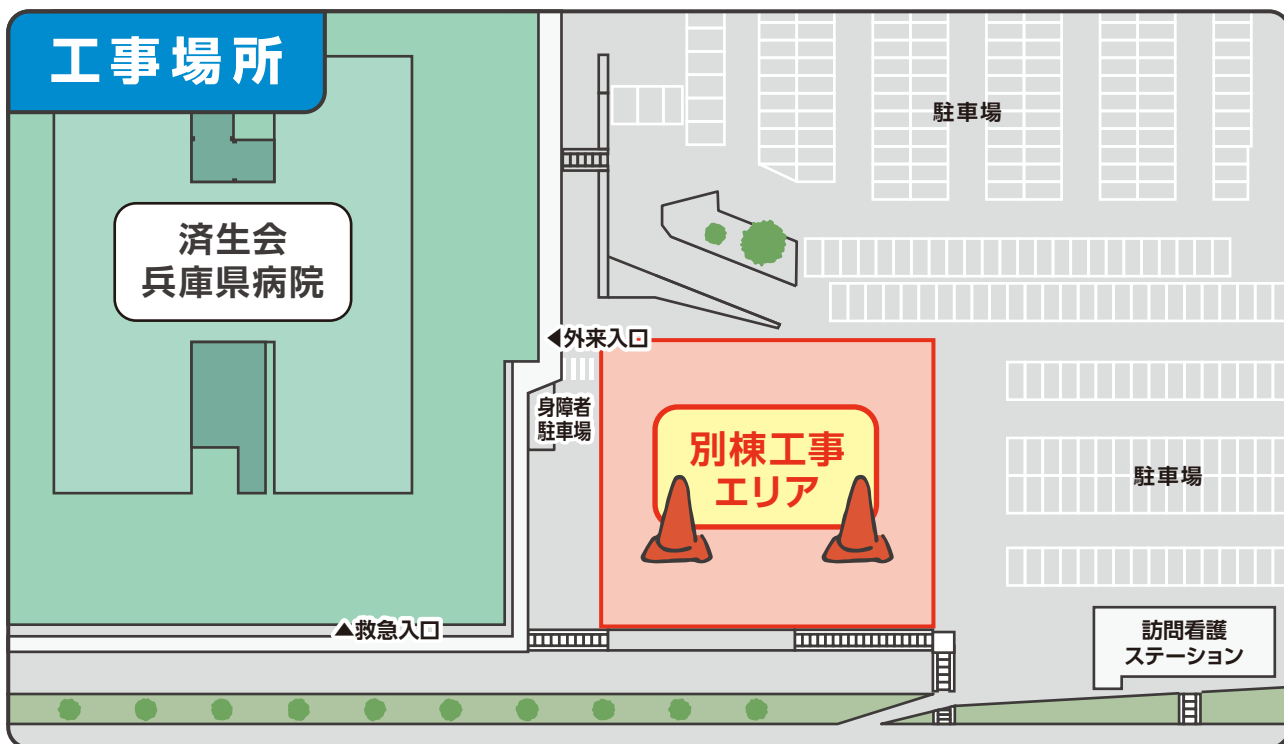 工事場所
駐車場
済生会
兵庫県病院
◀外来入口
身障者
駐車場
別棟工事
エリア
駐車場
▲救急入口
訪問看護
ステーション